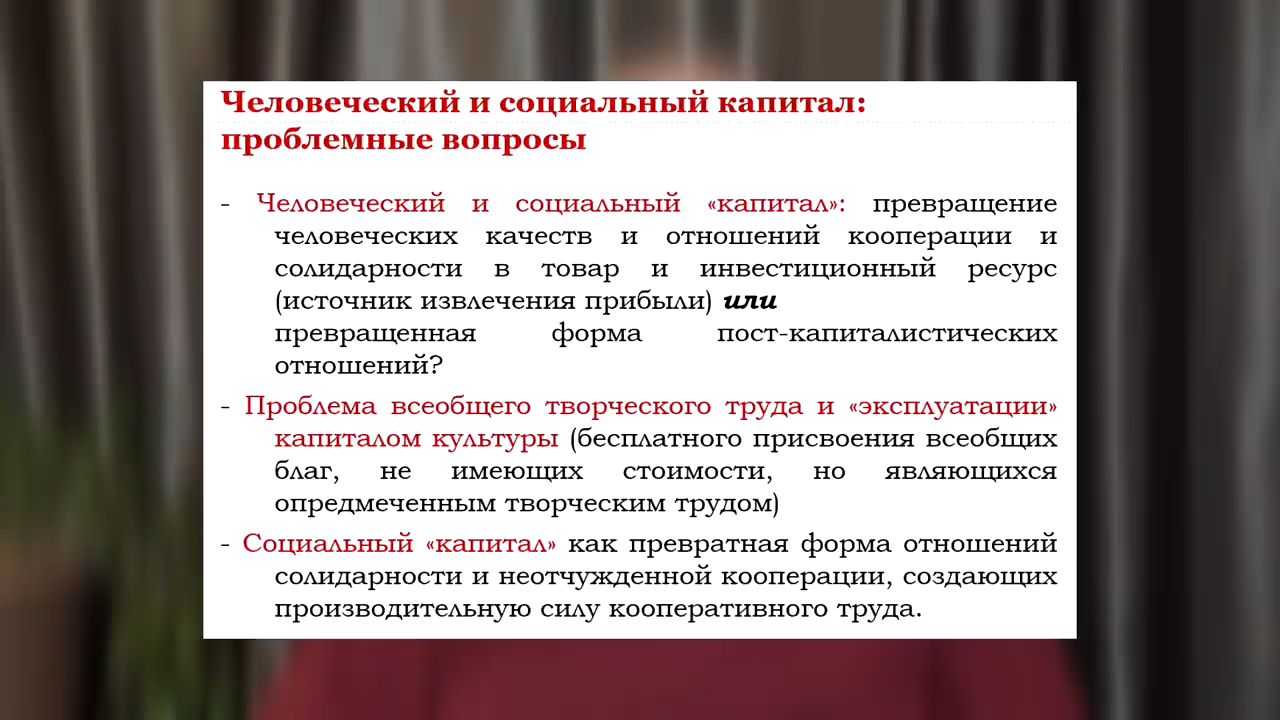 Человеческий и социальный капитал:
проблемные вопросы
- Человеческий и социальный «капитал»: превращение
человеческих качеств и отношений кооперации и
солидарности в товар и инвестиционный ресурс
(источник извлечения прибыли) или
превращенная форма пост-капиталистических
отношений?
- Проблема всеобщего творческого труда и «эксплуатации»
капиталом культуры (бесплатного присвоения всеобщих
благ, не имеющих стоимости, но являющихся
опредмеченным творческим трудом)
- Социальный «капитал» как превратная форма отношений
солидарности и неотчужденной кооперации, создающих
производительную силу кооперативного труда.